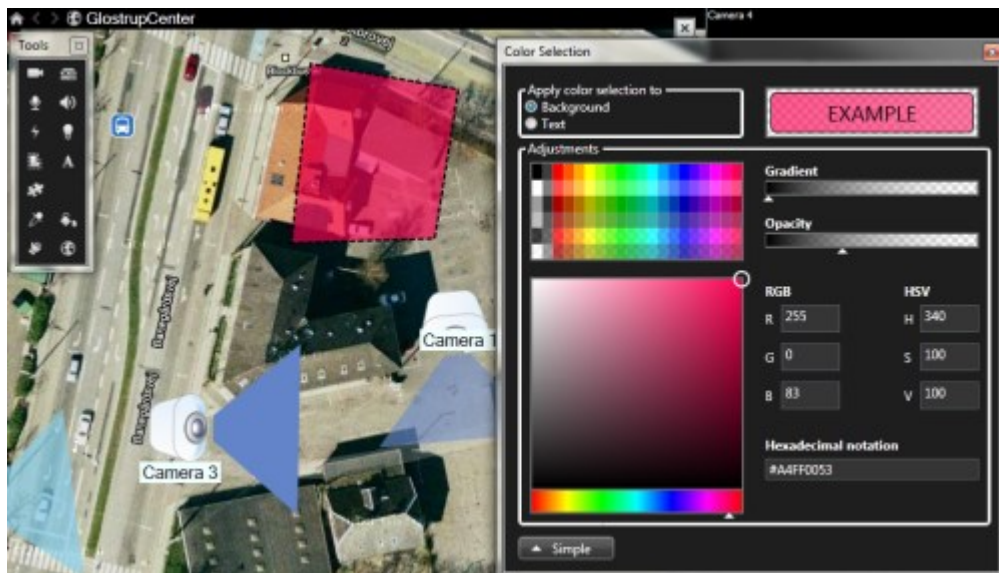 GlostrupCenter
Camera 4
Tools
Color Selection
Apply color selection to
Background
Text
EXAMPLE
Adjustments
Gradient
Opacity
RGB
HSV
R 255
H 340
G 0
S 100
B 83
V 100
Hexadecimal notation
#A4FF0053
Simple
Camera 1
Camera 3
A